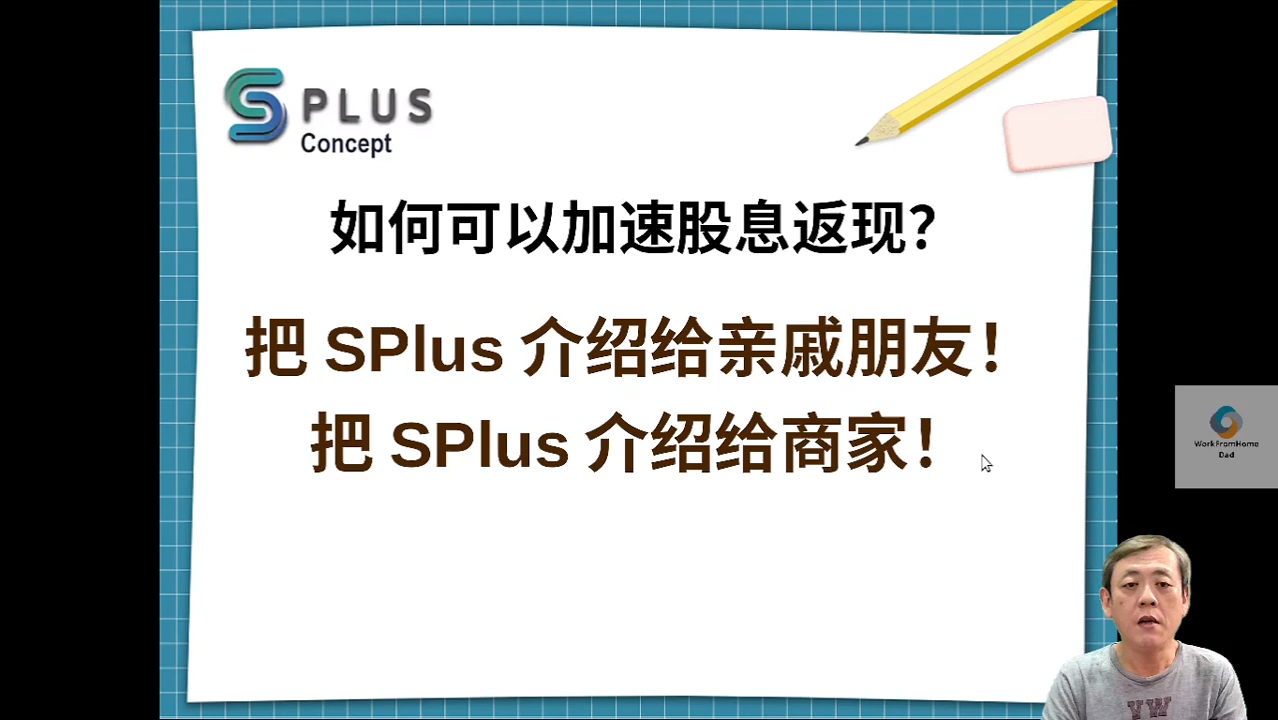 S PLUS
Concept
如何可以加速股息返现？
把 SPlus 介绍给亲戚朋友！
把 SPlus 介绍给商家！
WorkFromHome
Dad
VW